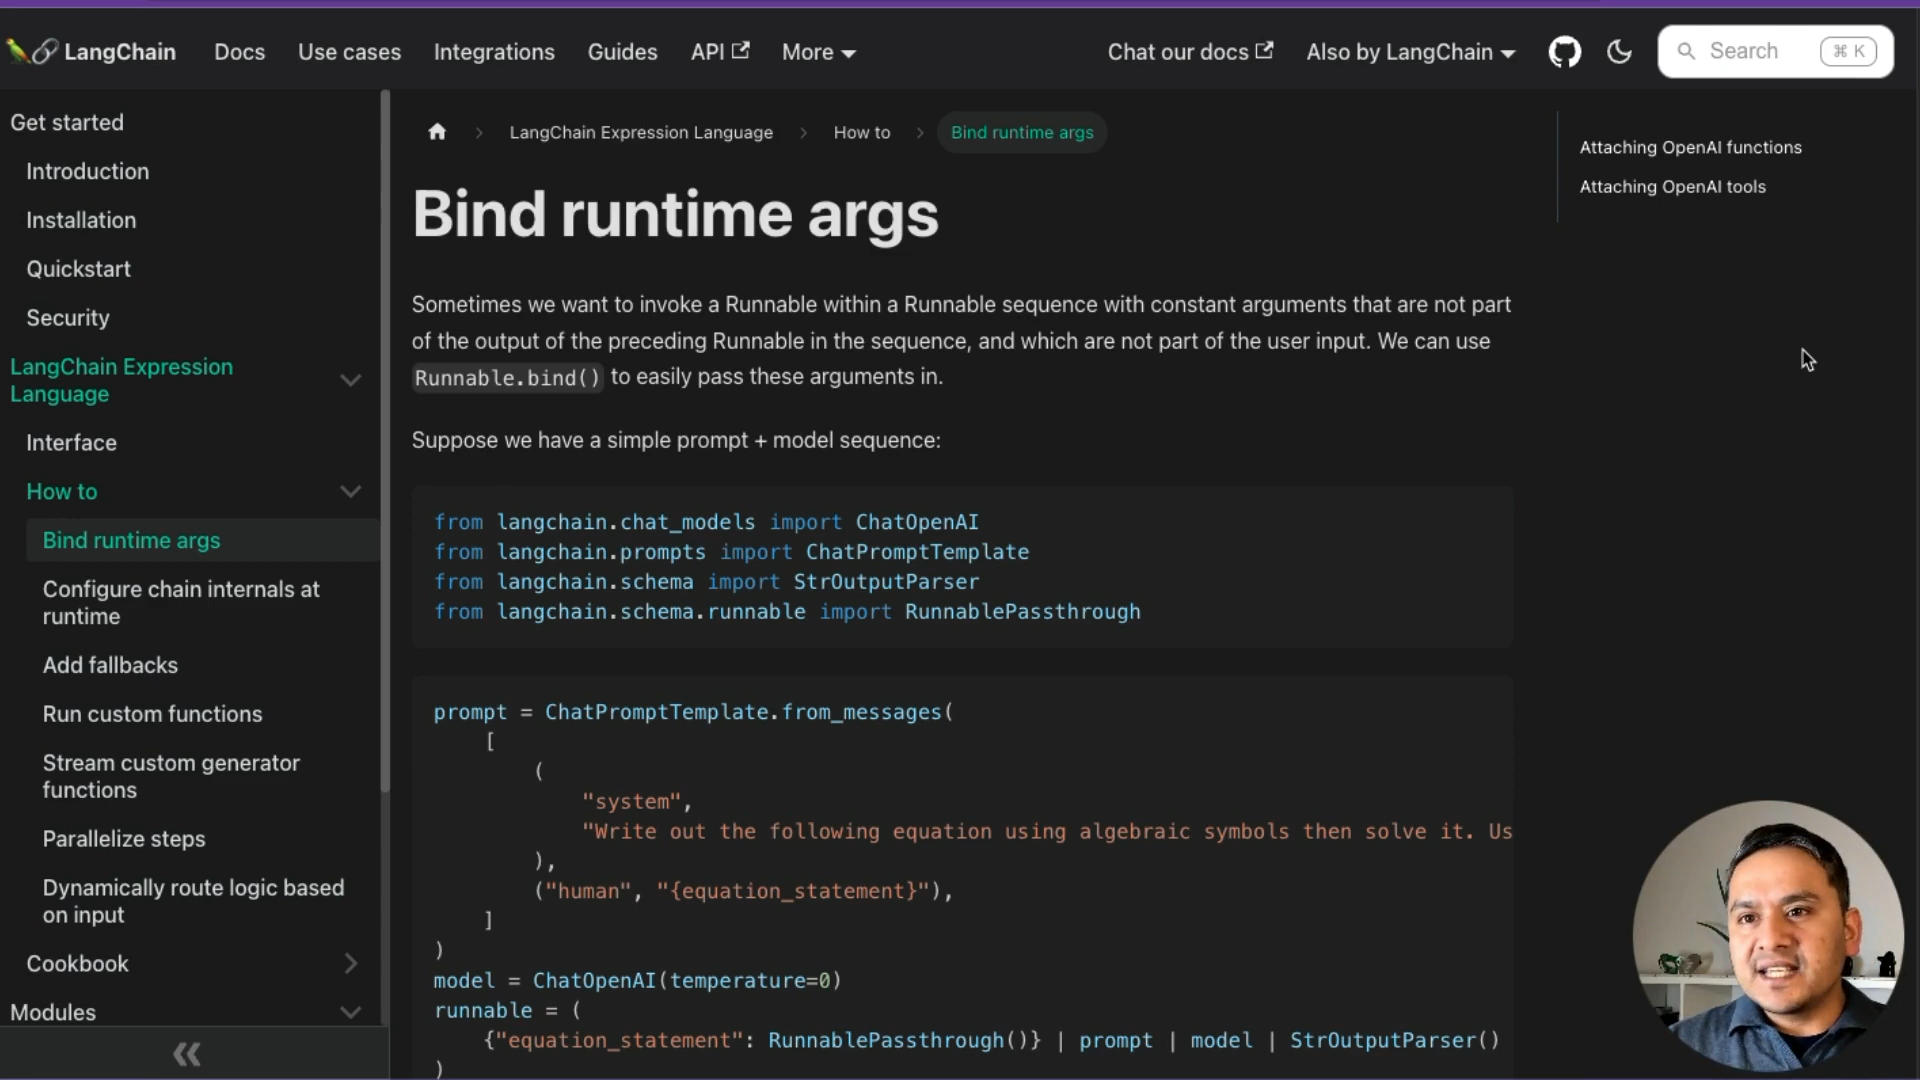 LangChain
Docs
Use cases
Integrations
Guides
API
More
Chat our docs
Also by LangChain
Search
⌘ K
Get started
Introduction
Installation
Quickstart
Security
LangChain Expression
Language
Interface
How to
Bind runtime args
Configure chain internals at
runtime
Add fallbacks
Run custom functions
Stream custom generator
functions
Parallelize steps
Dynamically route logic based
on input
Cookbook
Modules
LangChain Expression Language
How to
Bind runtime args
Bind runtime args
Sometimes we want to invoke a Runnable within a Runnable sequence with constant arguments that are not part
of the output of the preceding Runnable in the sequence, and which are not part of the user input. We can use
Runnable.bind() to easily pass these arguments in.
Suppose we have a simple prompt + model sequence:
from langchain.chat_models import ChatOpenAI
from langchain.prompts import ChatPromptTemplate
from langchain.schema import StrOutputParser
from langchain.schema.runnable import RunnablePassthrough
prompt = ChatPromptTemplate.from_messages(
[
(
"system",
"Write out the following equation using algebraic symbols then solve it. Us
),
("human", "{equation_statement}"),
]
)
model = ChatOpenAI(temperature=0)
runnable = (
{"equation_statement": RunnablePassthrough()} | prompt | model | StrOutputParser()
)
Attaching OpenAI functions
Attaching OpenAI tools